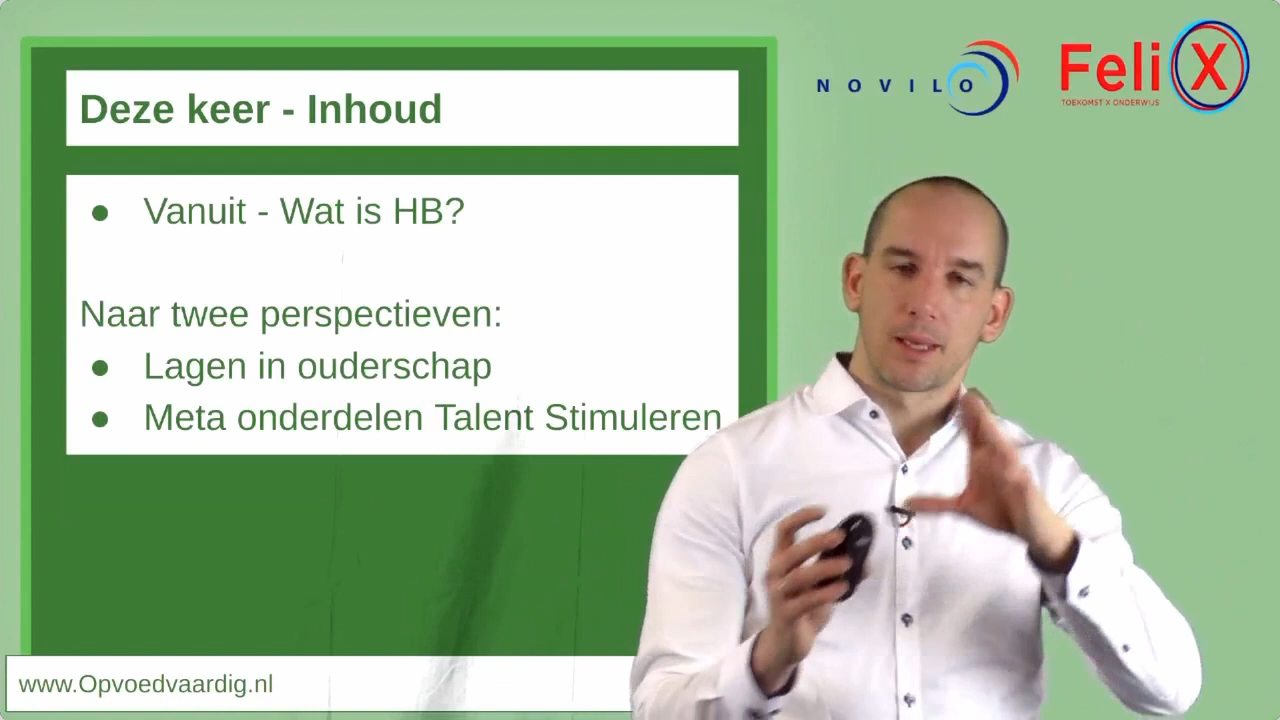 Deze keer - Inhoud
NOVILO
FeliX
TOEKOMST X ONDERWIJS
• Vanuit - Wat is HB?
Naar twee perspectieven:
• Lagen in ouderschap
• Meta onderdelen Talent Stimuleren
www.Opvoedvaardig.nl